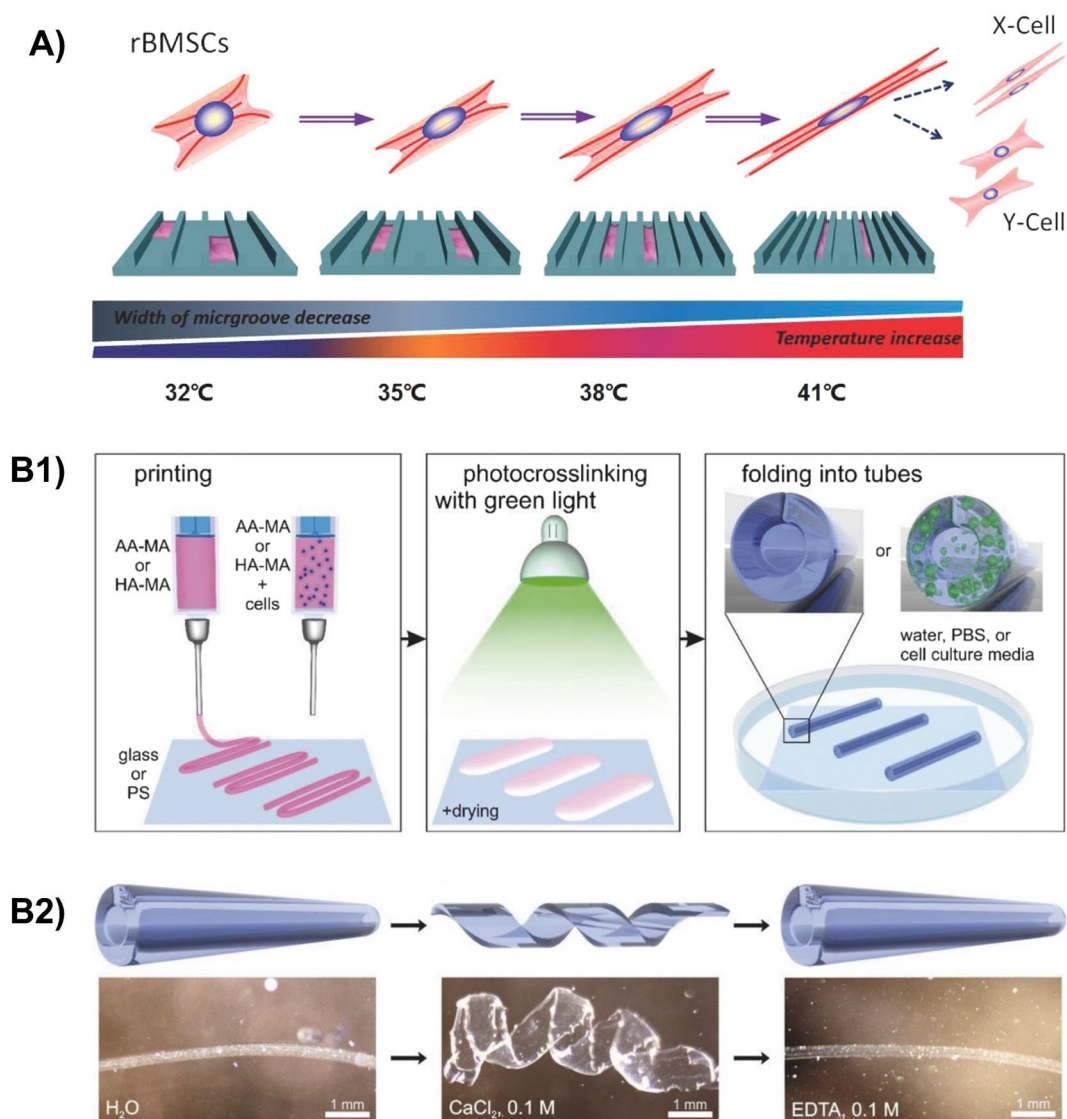 A)
rBMSCs
X-Cell
Y-Cell
Width of micrgroove decrease
Temperature increase
32℃
35℃
38℃
41℃
B1)
printing
AA-MA
or
HA-MA
AA-MA
or
HA-MA
+
cells
glass
or
PS
photocrosslinking
with green light
+drying
folding into tubes
or
water, PBS, or
cell culture media
B2)
H₂O
1 mm
CaCl₂, 0.1 M
1 mm
EDTA, 0.1 M
1 mm